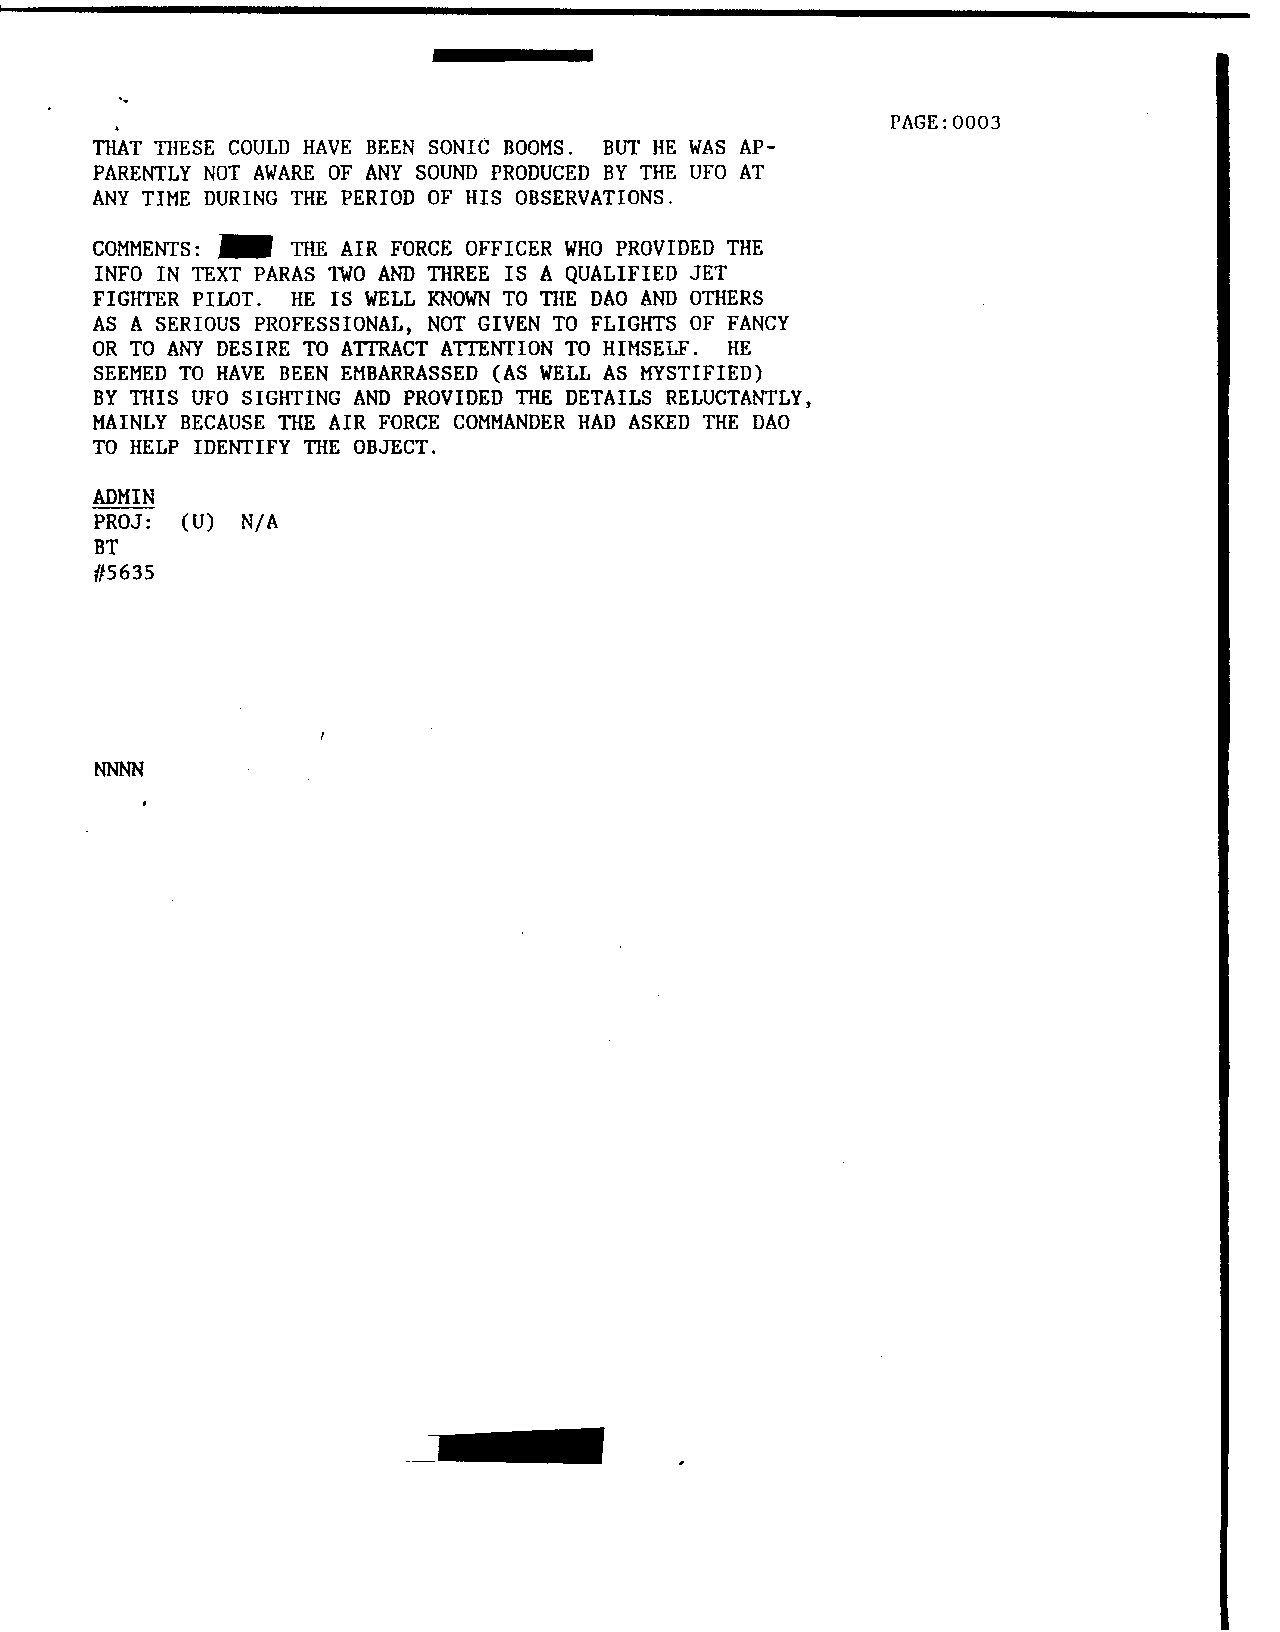 PAGE:0003
THAT THESE COULD HAVE BEEN SONIC BOOMS. BUT HE WAS AP-
PARENTLY NOT AWARE OF ANY SOUND PRODUCED BY THE UFO AT
ANY TIME DURING THE PERIOD OF HIS OBSERVATIONS.
COMMENTS: THE AIR FORCE OFFICER WHO PROVIDED THE
INFO IN TEXT PARAS TWO AND THREE IS A QUALIFIED JET
FIGHTER PILOT. HE IS WELL KNOWN TO THE DAO AND OTHERS
AS A SERIOUS PROFESSIONAL, NOT GIVEN TO FLIGHTS OF FANCY
OR TO ANY DESIRE TO ATTRACT ATTENTION TO HIMSELF. HE
SEEMED TO HAVE BEEN EMBARRASSED (AS WELL AS MYSTIFIED)
BY THIS UFO SIGHTING AND PROVIDED THE DETAILS RELUCTANTLY,
MAINLY BECAUSE THE AIR FORCE COMMANDER HAD ASKED THE DAO
TO HELP IDENTIFY THE OBJECT.
ADMIN
PROJ: (U) N/A
BT
#5635
NNNN